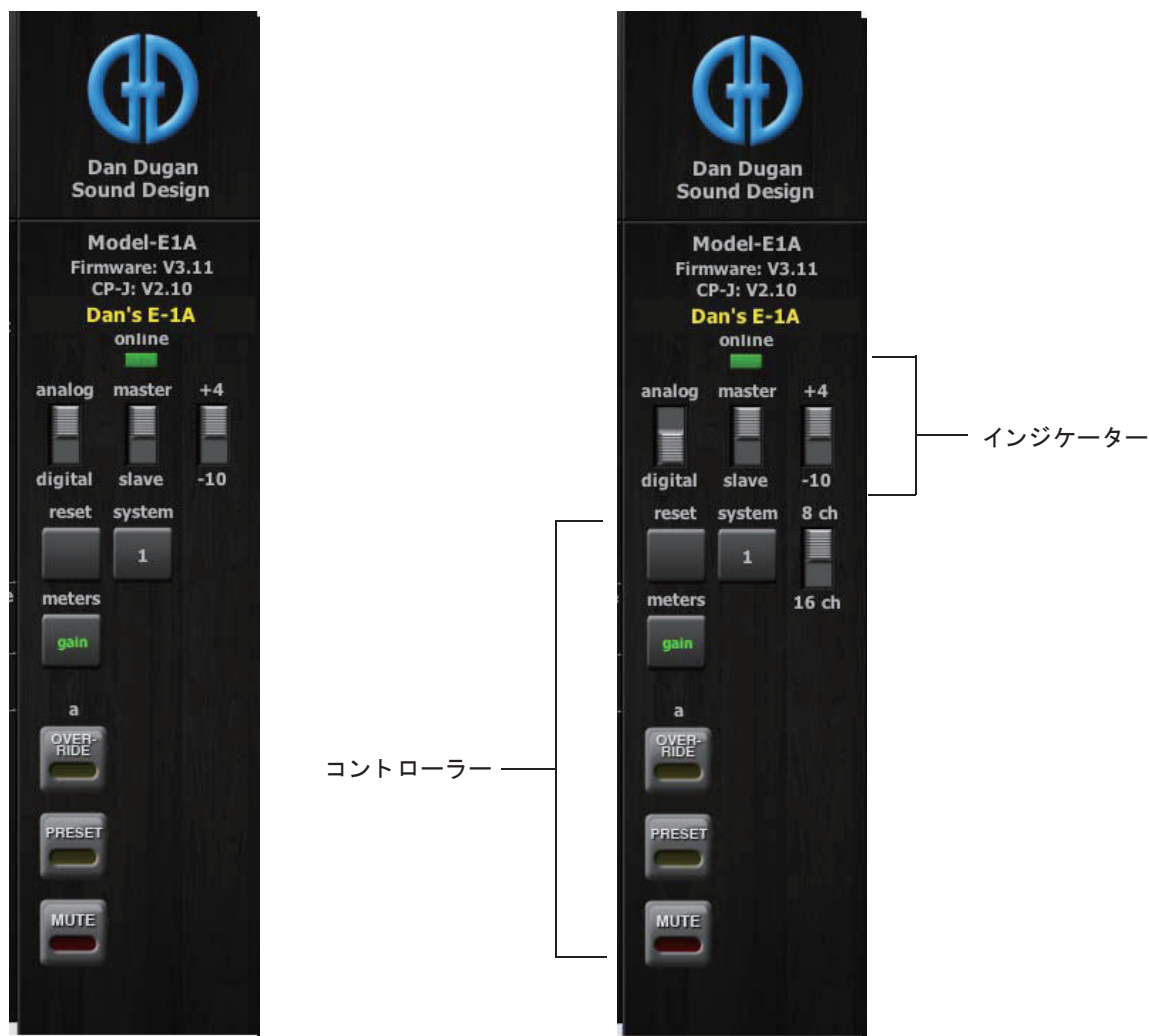 Dan Dugan
Sound Design
Model-E1A
Firmware: V3.11
CP-J: V2.10
Dan's E-1A
online
analog master +4
digital slave -10
reset system
1
meters
gain
a
OVER-
RIDE
PRESET
MUTE
コントローラー
Dan Dugan
Sound Design
Model-E1A
Firmware: V3.11
CP-J: V2.10
Dan's E-1A
online
analog master +4
digital slave -10
reset system 8 ch
1
meters 16 ch
gain
a
OVER-
RIDE
PRESET
MUTE
インジケーター